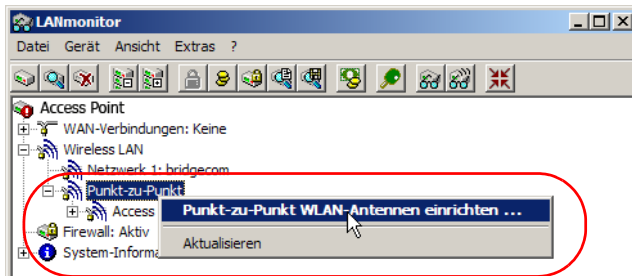 LANmonitor
Datei Gerät Ansicht Extras ?
Access Point
WAN-Verbindungen: Keine
Wireless LAN
Netzwerk 1: bridgecom
Punkt-zu-Punkt
Access
Punkt-zu-Punkt WLAN-Antennen einrichten ...
Firewall: Aktiv
Aktualisieren
System-Informa